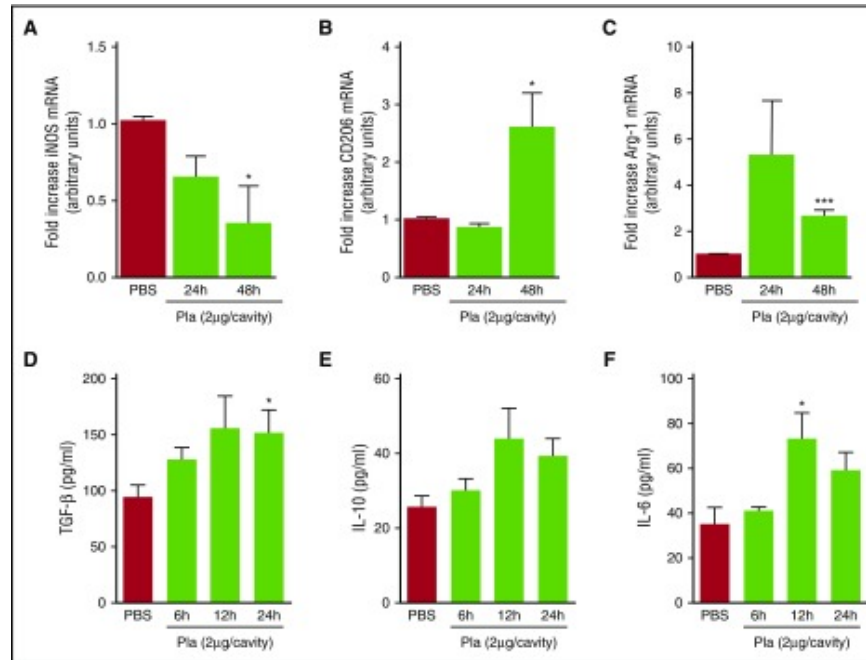 A
Fold increase iNOS mRNA
(arbitrary units)
1.5
1.0
0.5
0.0
*
PBS 24h 48h
Pla (2μg/cavity)
B
Fold increase CD206 mRNA
(arbitrary units)
4
3
2
1
0
*
PBS 24h 48h
Pla (2μg/cavity)
C
Fold increase Arg-1 mRNA
(arbitrary units)
10
8
6
4
2
0
***
PBS 24h 48h
Pla (2μg/cavity)
D
TGF-β (pg/ml)
200
150
100
50
0
*
PBS 6h 12h 24h
Pla (2μg/cavity)
E
IL-10 (pg/ml)
60
40
20
0
PBS 6h 12h 24h
Pla (2μg/cavity)
F
IL-6 (pg/ml)
100
80
60
40
20
0
*
PBS 6h 12h 24h
Pla (2μg/cavity)